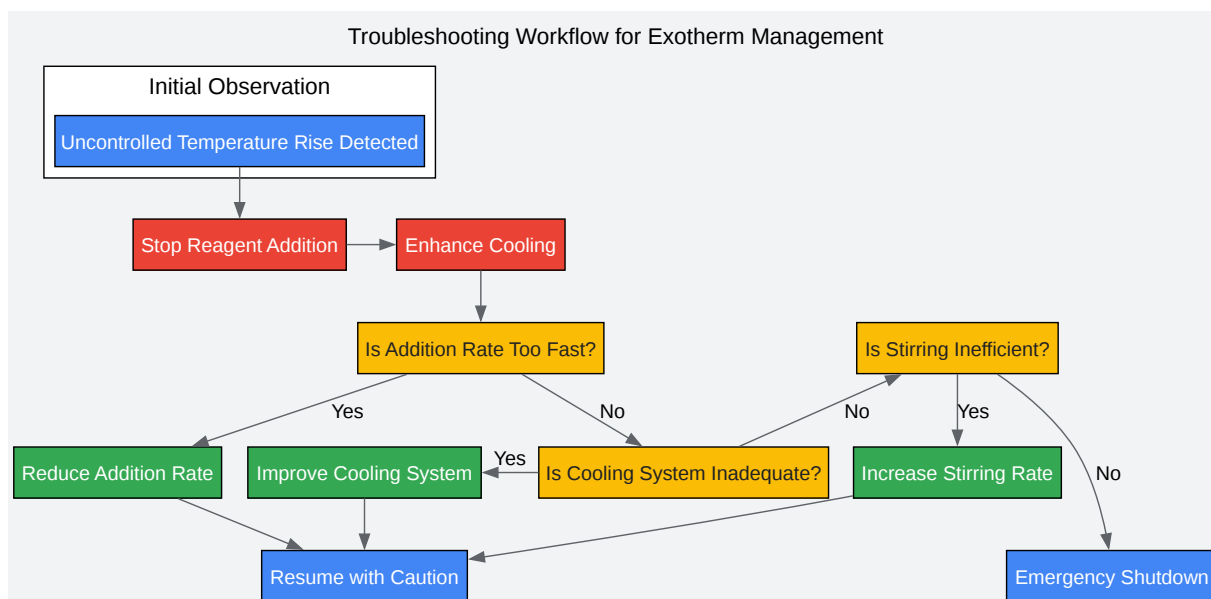 Troubleshooting Workflow for Exotherm Management
Initial Observation
Uncontrolled Temperature Rise Detected
Stop Reagent Addition
Enhance Cooling
Is Addition Rate Too Fast?
Is Stirring Inefficient?
Yes
No
No
Yes
Reduce Addition Rate
Improve Cooling System
Yes
Is Cooling System Inadequate?
Increase Stirring Rate
No
Resume with Caution
Emergency Shutdown